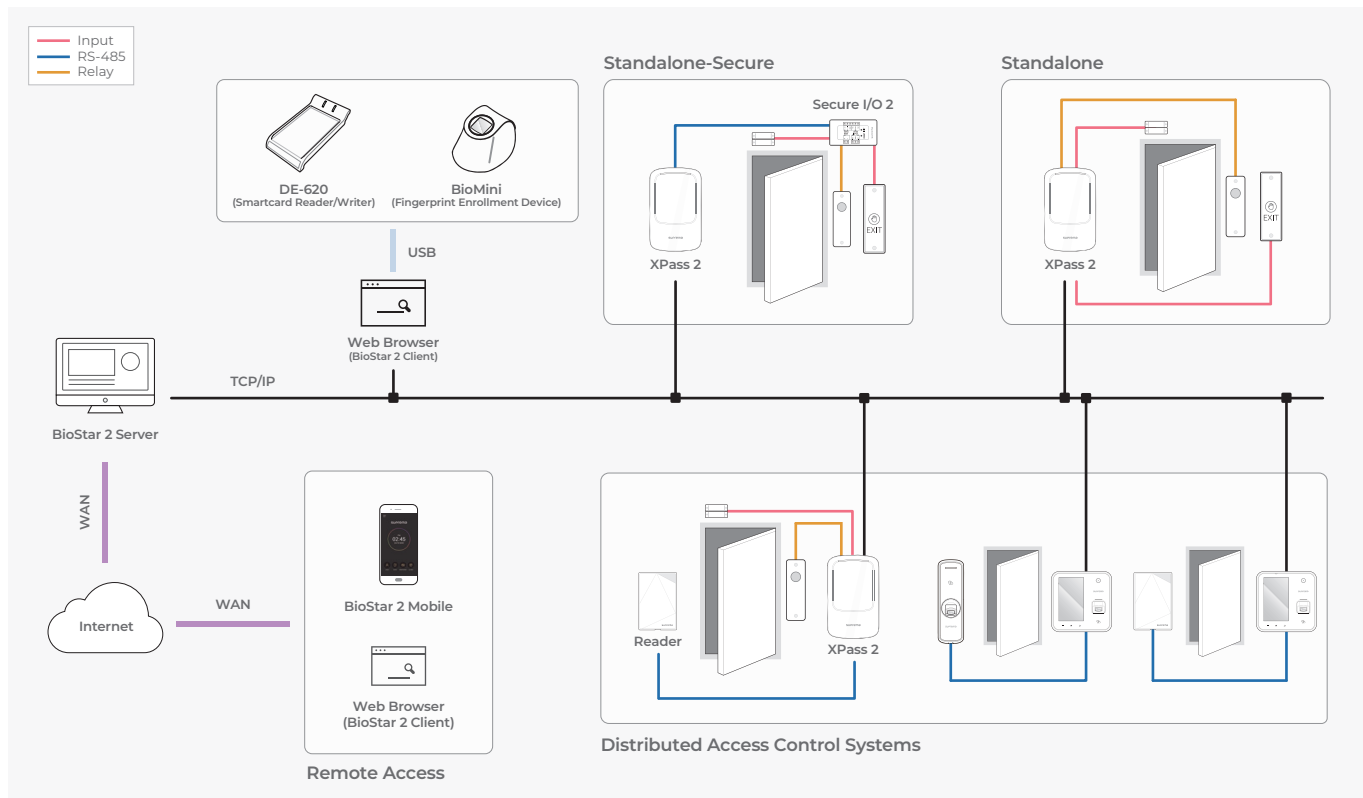 Input
RS-485
Relay
Standalone-Secure
Standalone
Secure I/O 2
DE-620
(Smartcard Reader/Writer)
BioMini
(Fingerprint Enrollment Device)
EXIT
XPass 2
EXIT
XPass 2
USB
Web Browser
(BioStar 2 Client)
TCP/IP
BioStar 2 Server
WAN
Internet
WAN
02:45
BioStar 2 Mobile
Web Browser
(BioStar 2 Client)
Remote Access
Reader
XPass 2
Distributed Access Control Systems